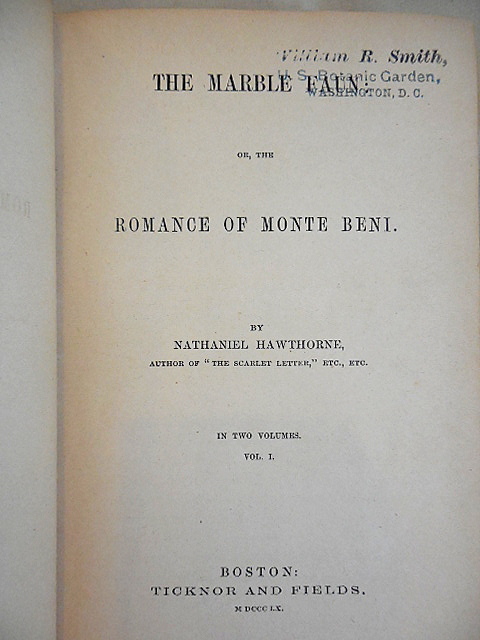 William R. Smith,
U. S. Botanic Garden,
WASHINGTON, D. C.
THE MARBLE FAUN:
OR, THE
ROMANCE OF MONTE BENI.
BY
NATHANIEL HAWTHORNE,
AUTHOR OF "THE SCARLET LETTER," ETC., ETC.
IN TWO VOLUMES.
VOL. I.
BOSTON:
TICKNOR AND FIELDS.
M DCCC LX.